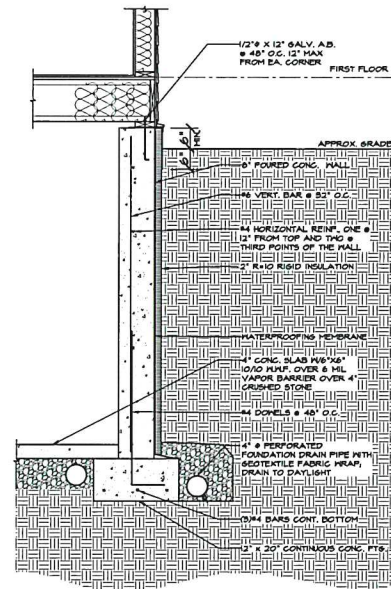 1/2"ϕ X 12" GALV. A.B.
@ 48" O.C. 12" MAX
FROM EA. CORNER
FIRST FLOOR
6"
MIN.
6"
APPROX. GRADE
8" POURED CONC. WALL
#6 VERT. BAR @ 32" O.C.
#4 HORIZONTAL REINF., ONE @
12" FROM TOP AND TWO @
THIRD POINTS OF THE WALL
2" R=10 RIGID INSULATION
WATERPROOFING MEMBRANE
4" CONC. SLAB W/6"X6"
10/10 W.W.F. OVER 6 MIL
VAPOR BARRIER OVER 4"
CRUSHED STONE
#4 DOWELS @ 48" O.C.
4" ϕ PERFORATED
FOUNDATION DRAIN PIPE WITH
GEOTEXTILE FABRIC WRAP;
DRAIN TO DAYLIGHT
(3)#4 BARS CONT. BOTTOM
12" x 20" CONTINUOUS CONC. FTG.